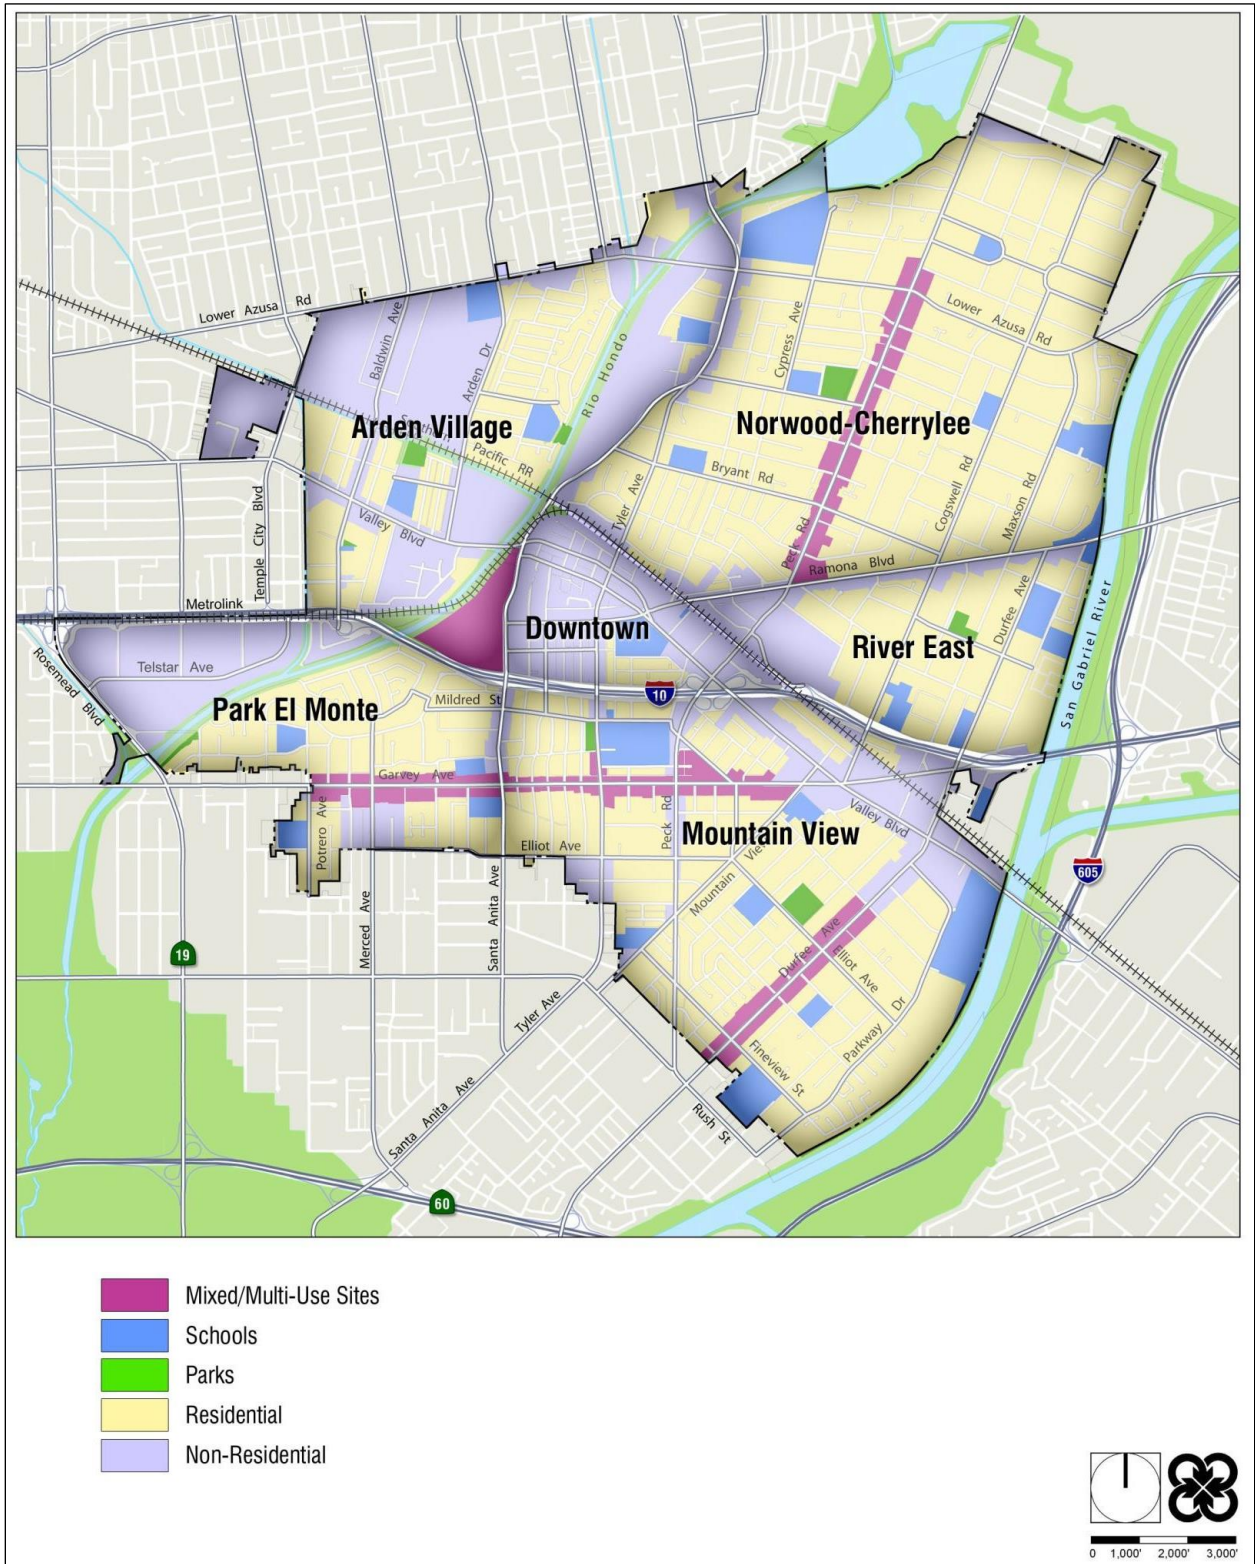 Lower Azusa Rd
Baldwin Ave
Arden Dr
Rio Hondo
Cypress Ave
Lower Azusa Rd
Arden Village
Norwood-Cherrylee
Southern Pacific RR
Bryant Rd
Tyler Ave
Cogswell Rd
Maxson Rd
Temple City Blvd
Valley Blvd
Peck Rd
Ramona Blvd
Metrolink
Downtown
River East
Durfee Ave
San Gabriel River
Rosemead Blvd
Telstar Ave
Park El Monte
Mildred St
10
Garvey Ave
Potrero Ave
Peck Rd
Valley Blvd
Mountain View
Elliot Ave
Mountain View
605
Merced Ave
Santa Anita Ave
19
Durfee Ave
Elliot Ave
Tyler Ave
Parkway Dr
Fineview St
Santa Anita Ave
Rush St
60
Mixed/Multi-Use Sites
Schools
Parks
Residential
Non-Residential
0 1,000' 2,000' 3,000'